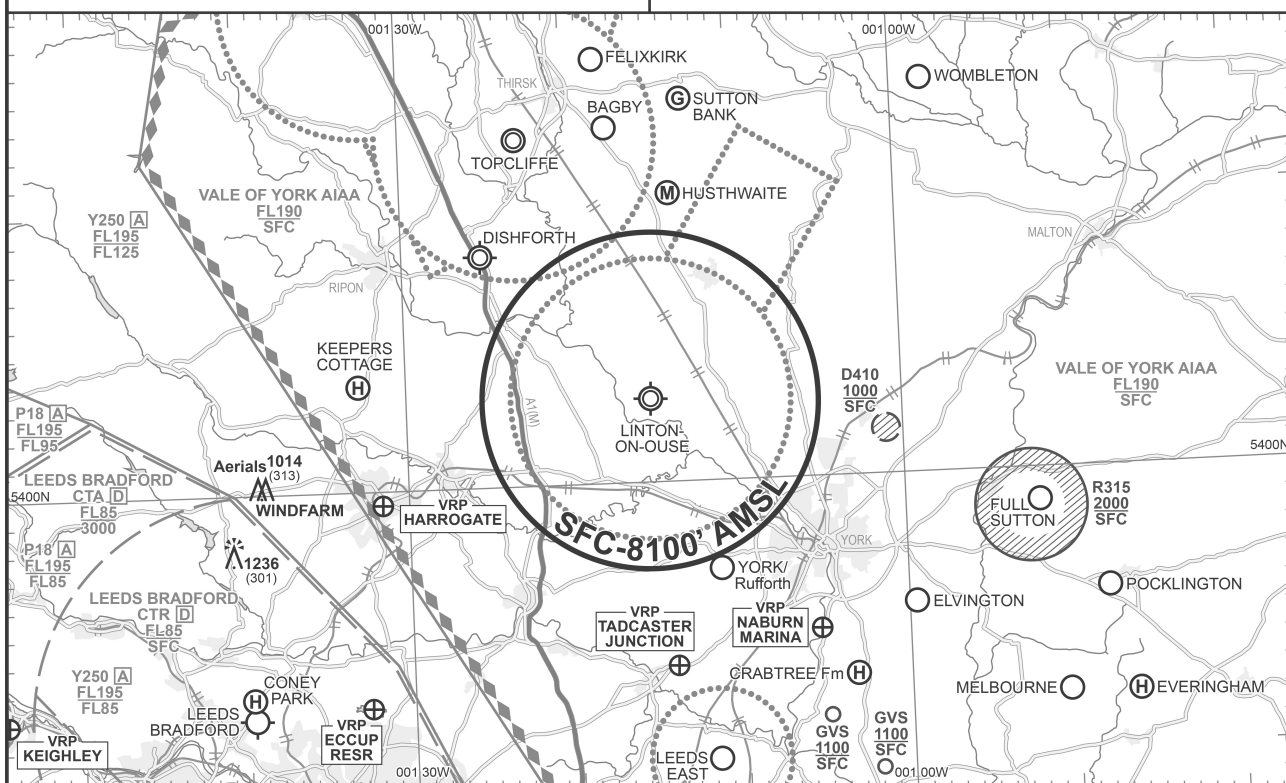 001 30W
001 00W
FELIXKIRK
WOMBLETON
THIRSK
G
SUTTON
BANK
BAGBY
TOPCLIFFE
VALE OF YORK AIAA
FL190
SFC
M
HUSTHWAITE
Y250 A
FL195
FL125
DISHFORTH
MALTON
RIPON
KEEPERS
COTTAGE
H
VALE OF YORK AIAA
FL190
SFC
D410
1000
SFC
A1(M)
LINTON-
ON-OUSE
P18 A
FL195
FL95
5400N
Aerials 1014
(313)
WINDFARM
LEEDS BRADFORD
CTA D
FL85
3000
5400N
VRP
HARROGATE
FULL
SUTTON
R315
2000
SFC
SFC-8100' AMSL
YORK
P18 A
FL195
FL85
1236
(301)
YORK/
Rufforth
POCKLINGTON
LEEDS BRADFORD
CTR D
FL85
SFC
ELVINGTON
VRP
TADCASTER
JUNCTION
VRP
NABURN
MARINA
CRABTREE Fm
H
Y250 A
FL195
FL85
H
CONEY
PARK
LEEDS
BRADFORD
MELBOURNE
H
EVERINGHAM
VRP
ECCUP
RESR
GVS
1100
SFC
GVS
1100
SFC
VRP
KEIGHLEY
LEEDS
EAST
001 30W
001 00W